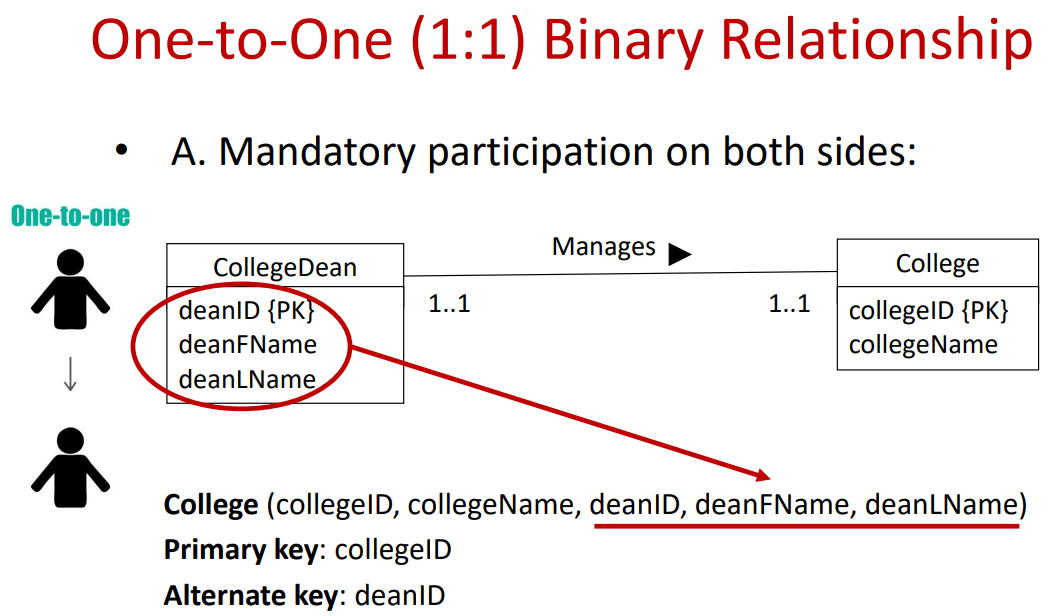 One-to-One (1:1) Binary Relationship
• A. Mandatory participation on both sides:
One-to-one
Manages
CollegeDean
College
1..1
1..1
deanID {PK}
deanFName
deanLName
collegeID {PK}
collegeName
College (collegeID, collegeName, deanID, deanFName, deanLName)
Primary key: collegeID
Alternate key: deanID